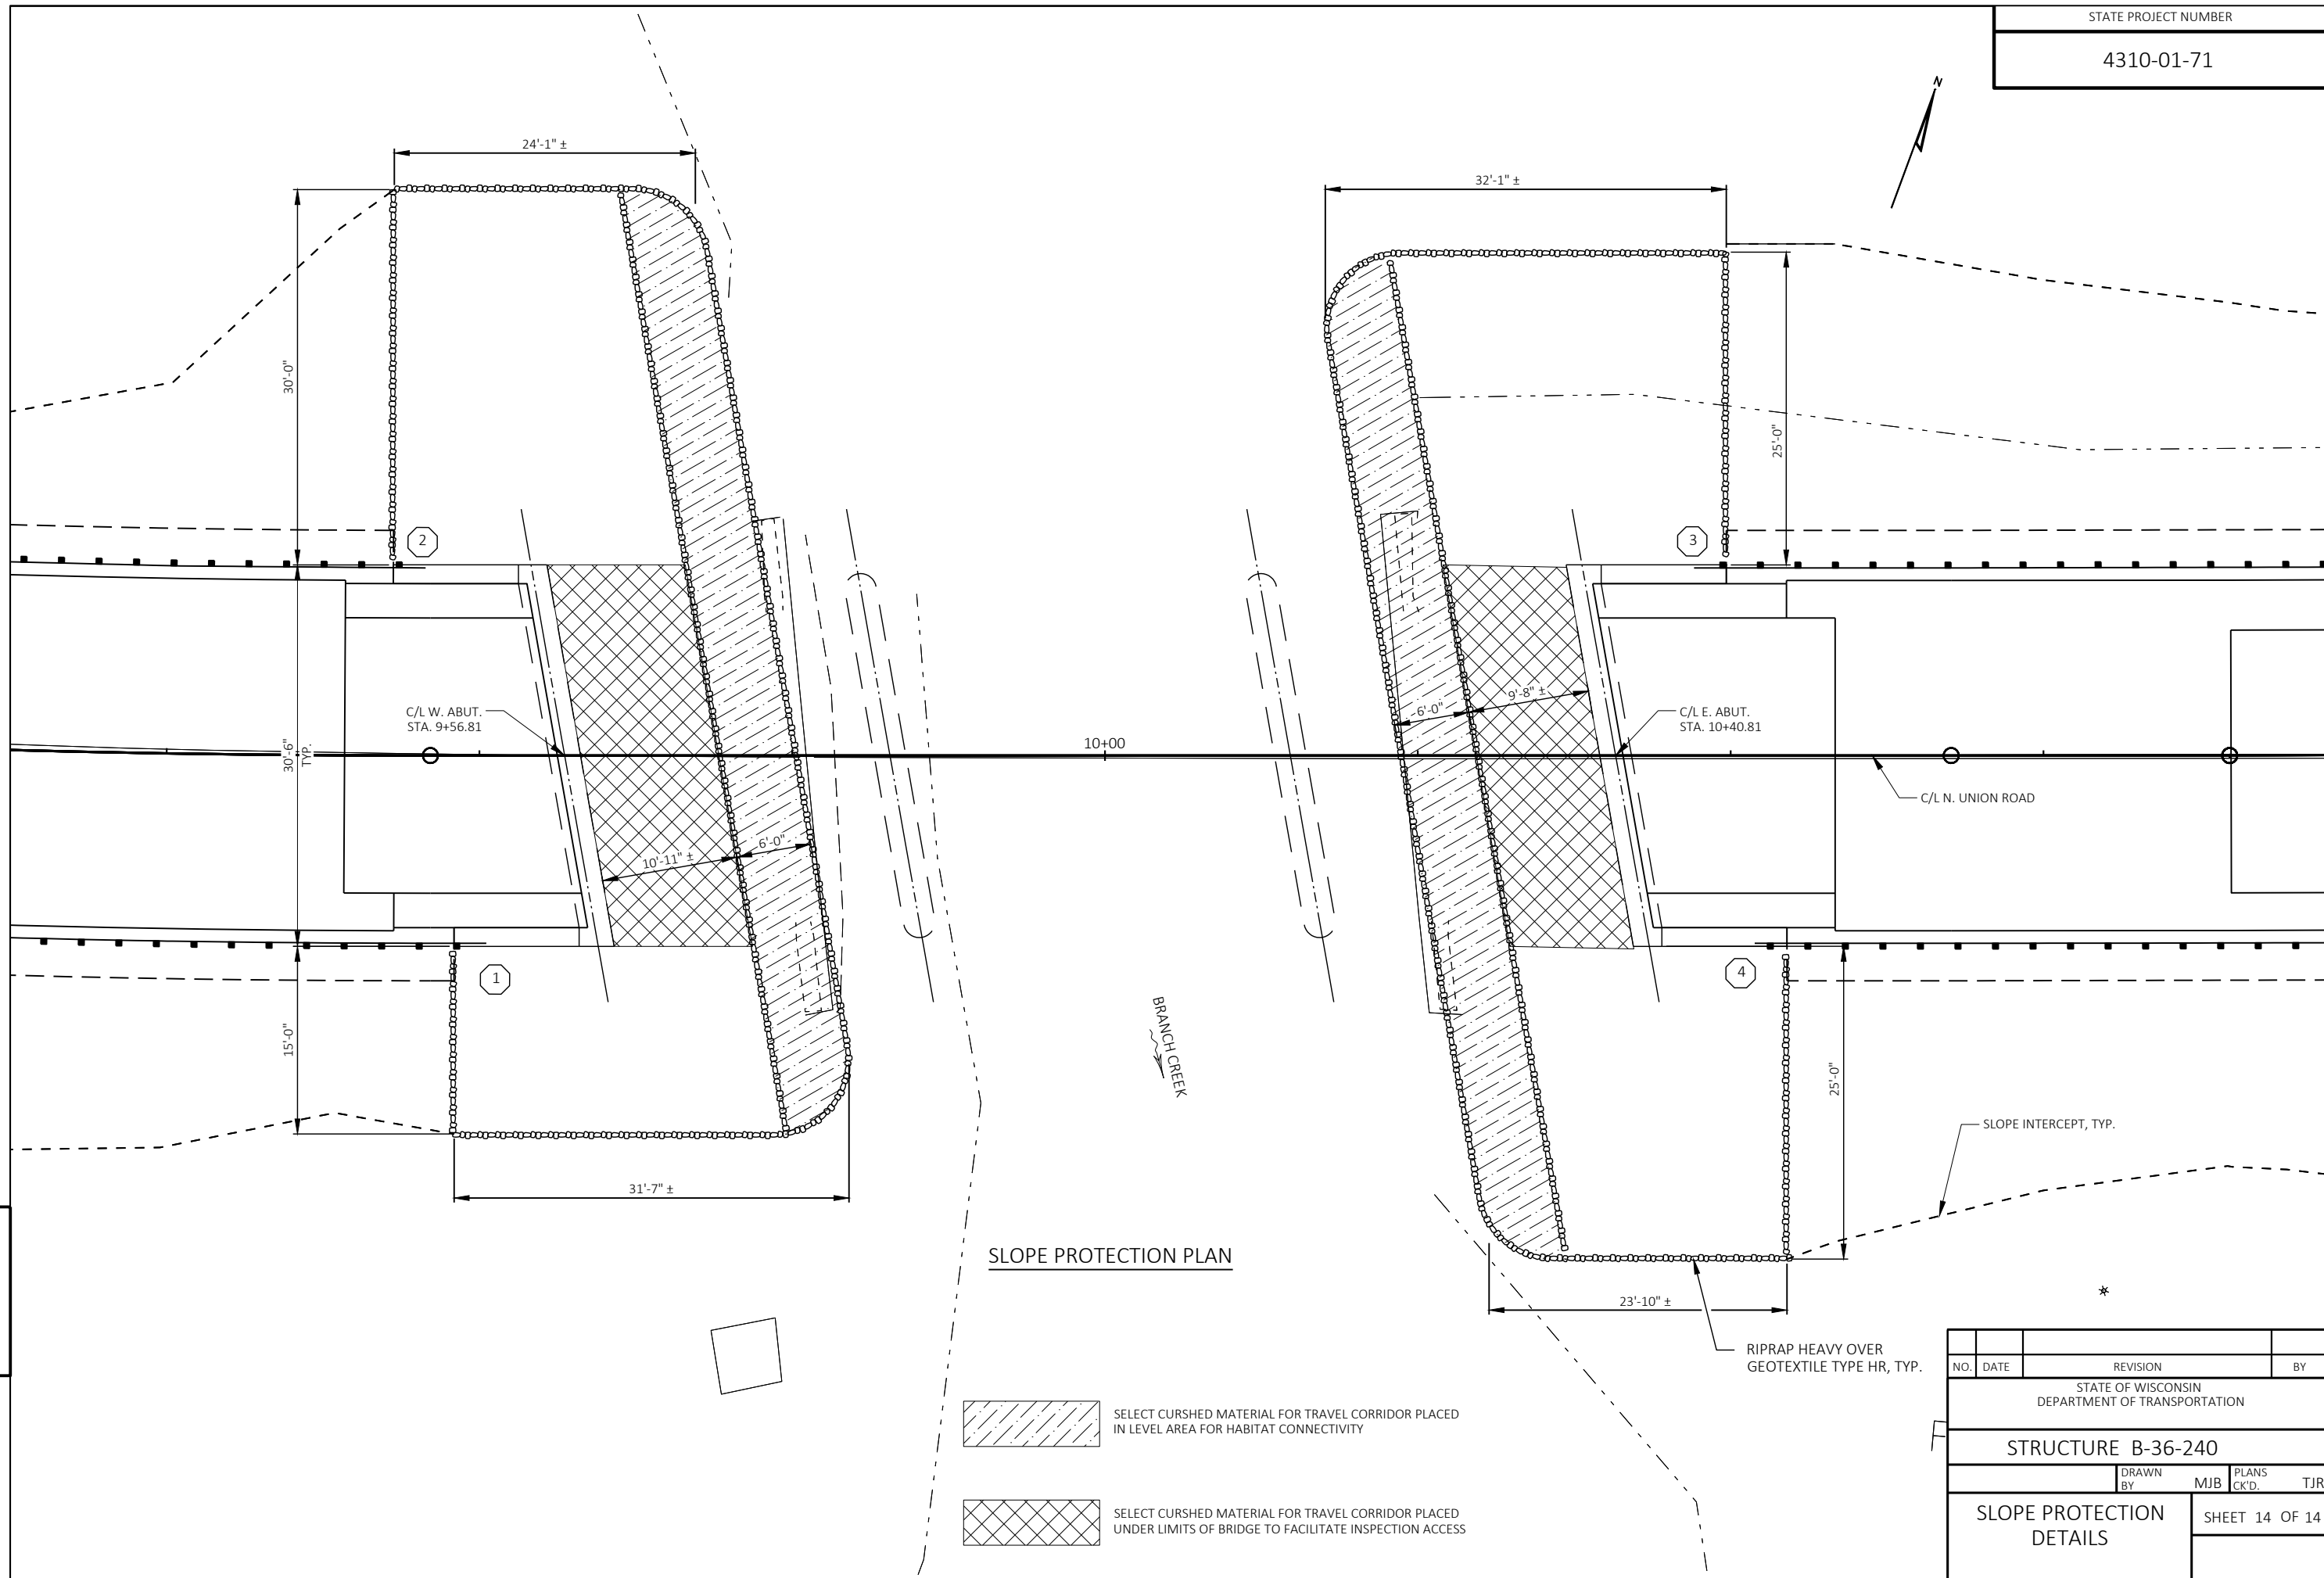 STATE PROJECT NUMBER
4310-01-71
N
24'-1" ±
32'-1" ±
30'-0"
25'-0"
2
3
C/L W. ABUT.
STA. 9+56.81
30'-6"
TYP.
10+00
6'-0"
9'-8" ±
C/L E. ABUT.
STA. 10+40.81
C/L N. UNION ROAD
10'-11" ±
6'-0"
1
4
15'-0"
BRANCH CREEK
25'-0"
SLOPE INTERCEPT, TYP.
31'-7" ±
SLOPE PROTECTION PLAN
23'-10" ±
RIPRAP HEAVY OVER
GEOTEXTILE TYPE HR, TYP.
SELECT CURSHED MATERIAL FOR TRAVEL CORRIDOR PLACED
IN LEVEL AREA FOR HABITAT CONNECTIVITY
SELECT CURSHED MATERIAL FOR TRAVEL CORRIDOR PLACED
UNDER LIMITS OF BRIDGE TO FACILITATE INSPECTION ACCESS
NO. DATE REVISION BY
STATE OF WISCONSIN
DEPARTMENT OF TRANSPORTATION
STRUCTURE B-36-240
DRAWN BY MJB PLANS CK'D. TJR
SLOPE PROTECTION
DETAILS
SHEET 14 OF 14